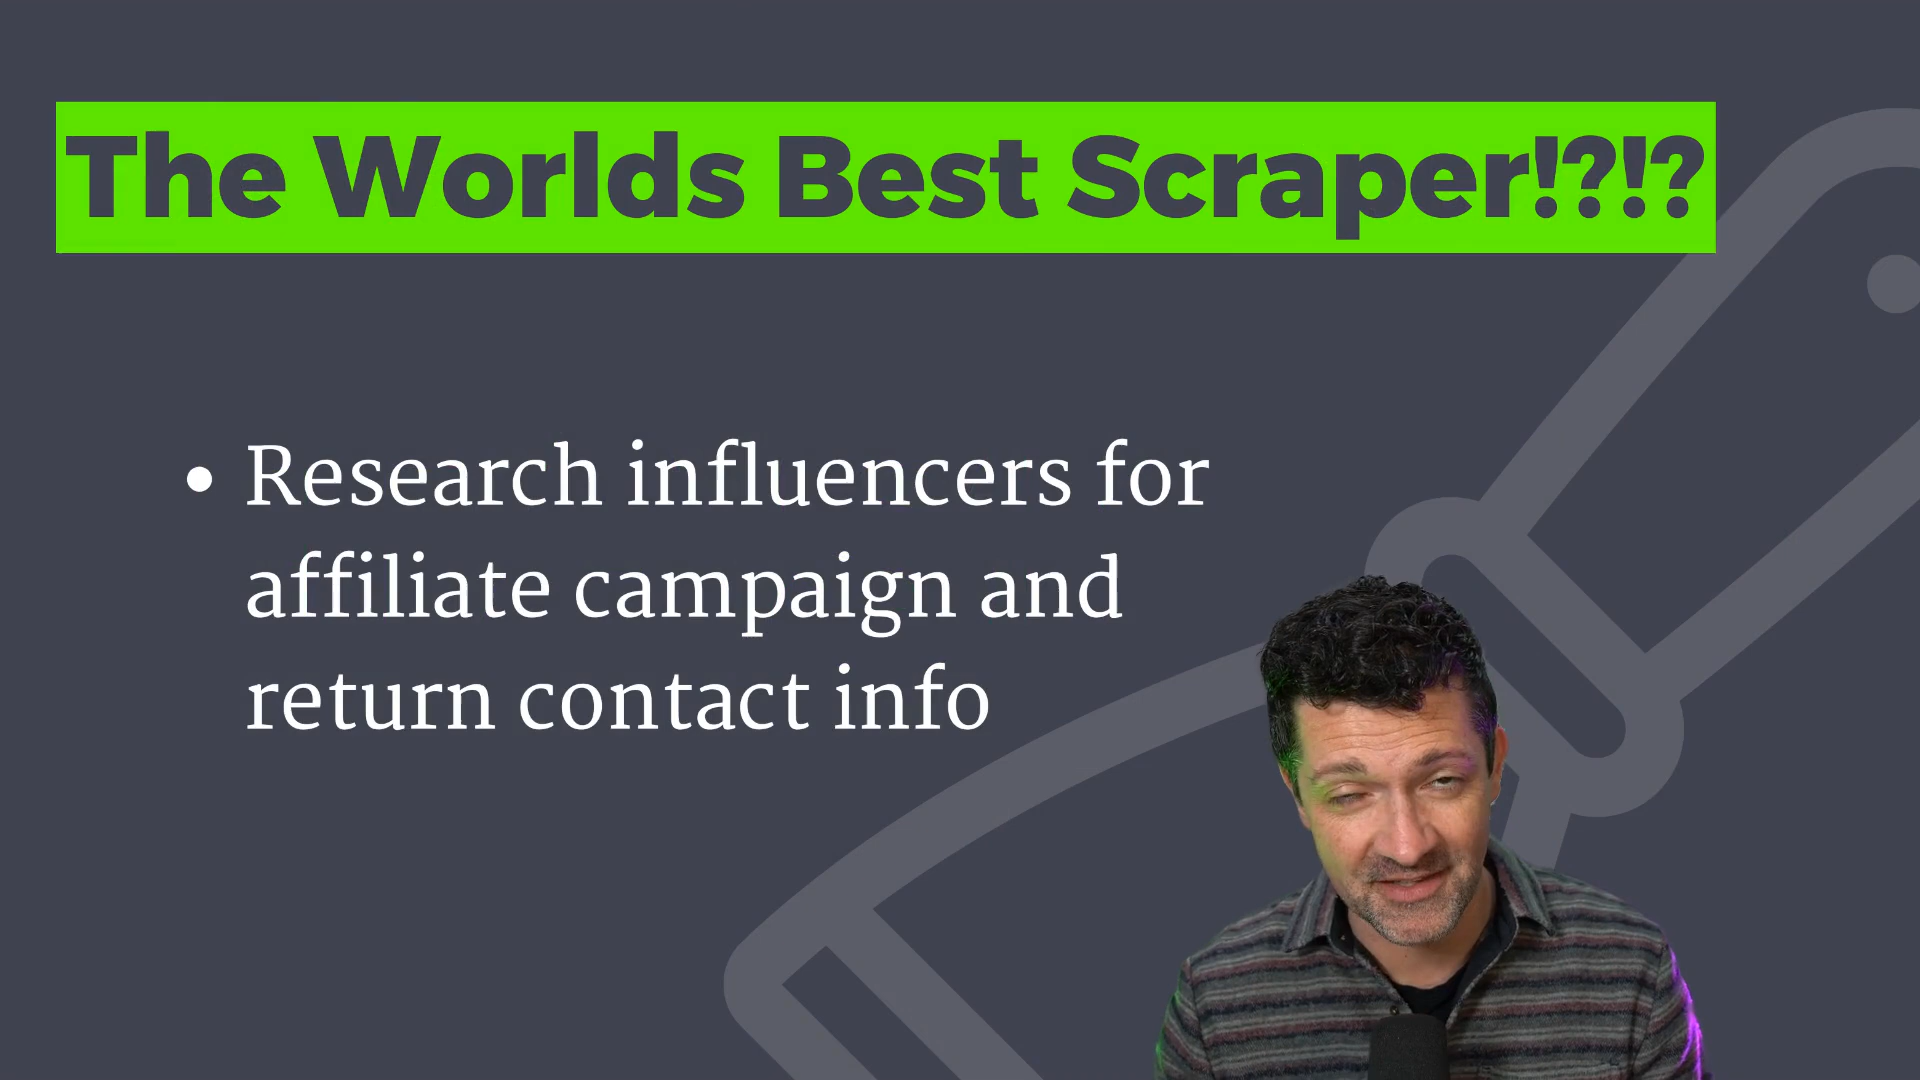 The Worlds Best Scraper!?!?
• Research influencers for
affiliate campaign and
return contact info